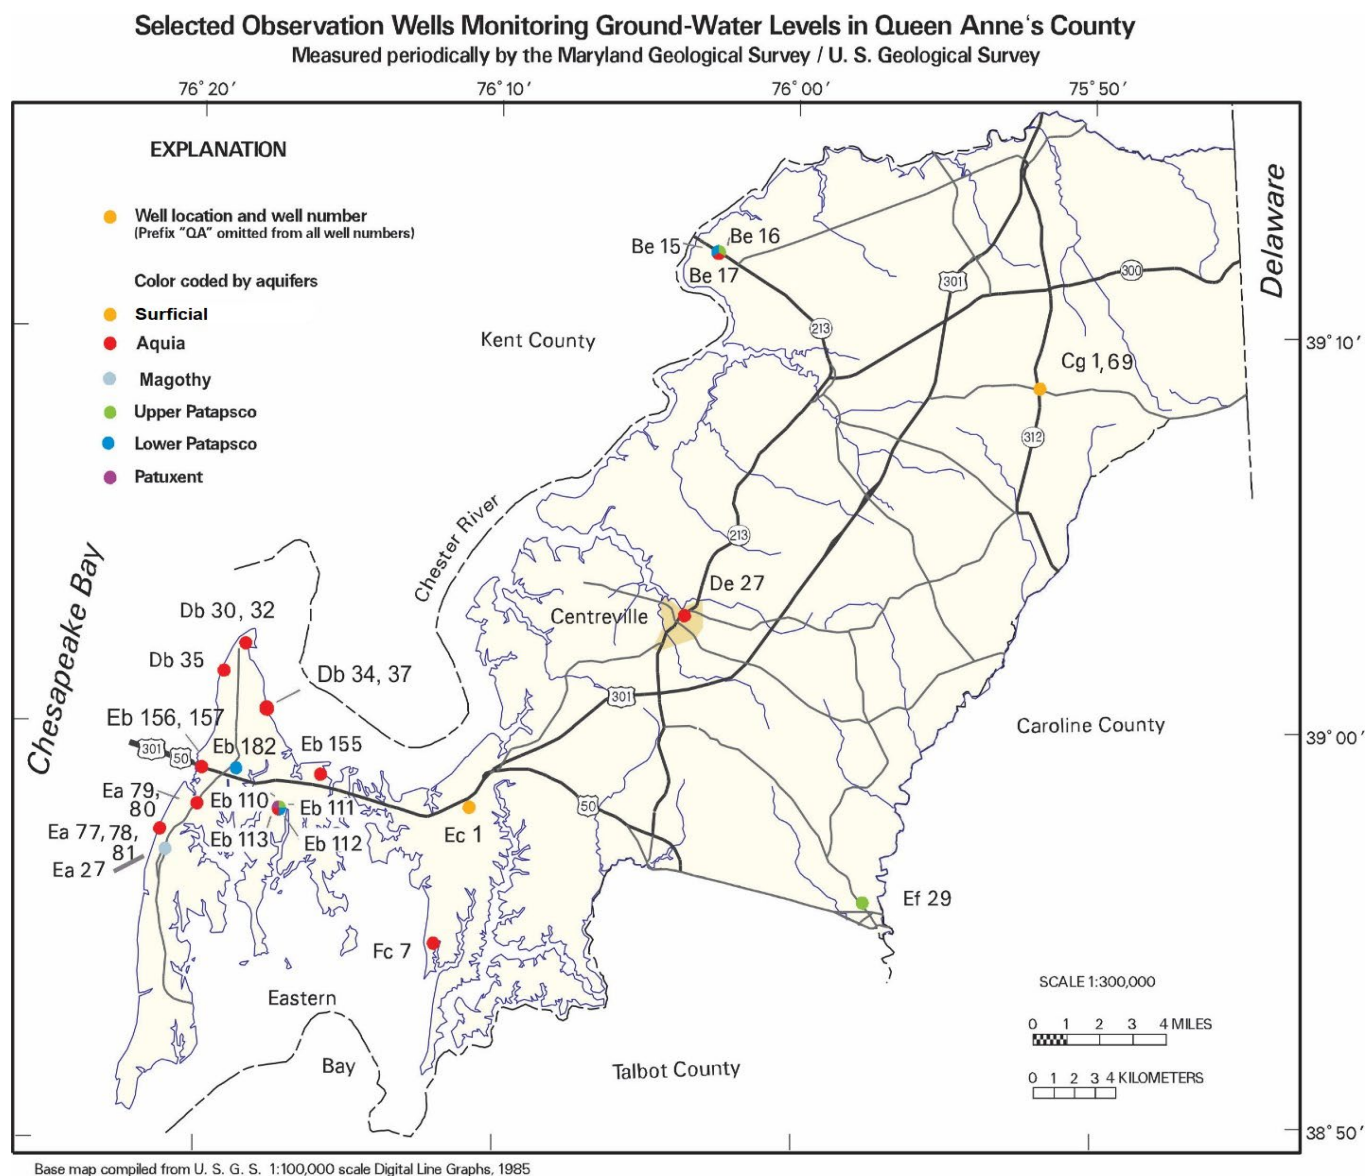 Selected Observation Wells Monitoring Ground-Water Levels in Queen Anne's County
Measured periodically by the Maryland Geological Survey / U. S. Geological Survey
76° 20' 76° 10' 76° 00' 75° 50'
EXPLANATION
Well location and well number
(Prefix "QA" omitted from all well numbers)
Color coded by aquifers
Surficial
Aquia
Magothy
Upper Patapsco
Lower Patapsco
Patuxent
Delaware
Be 15
Be 16
Be 17
301
300
213
Kent County
39° 10'
Cg 1, 69
312
Chester River
213
De 27
Centreville
Chesapeake Bay
Db 30, 32
Db 35
Db 34, 37
301
Eb 156, 157
Eb 182
Eb 155
301
50
Caroline County
39° 00'
Ea 79,
80
Eb 110
Eb 111
Ea 77, 78,
81
Eb 113
Eb 112
Ea 27
Ec 1
50
Ef 29
Fc 7
Eastern
Bay
Talbot County
SCALE 1:300,000
0 1 2 3 4 MILES
0 1 2 3 4 KILOMETERS
38° 50'
Base map compiled from U. S. G. S. 1:100,000 scale Digital Line Graphs, 1985